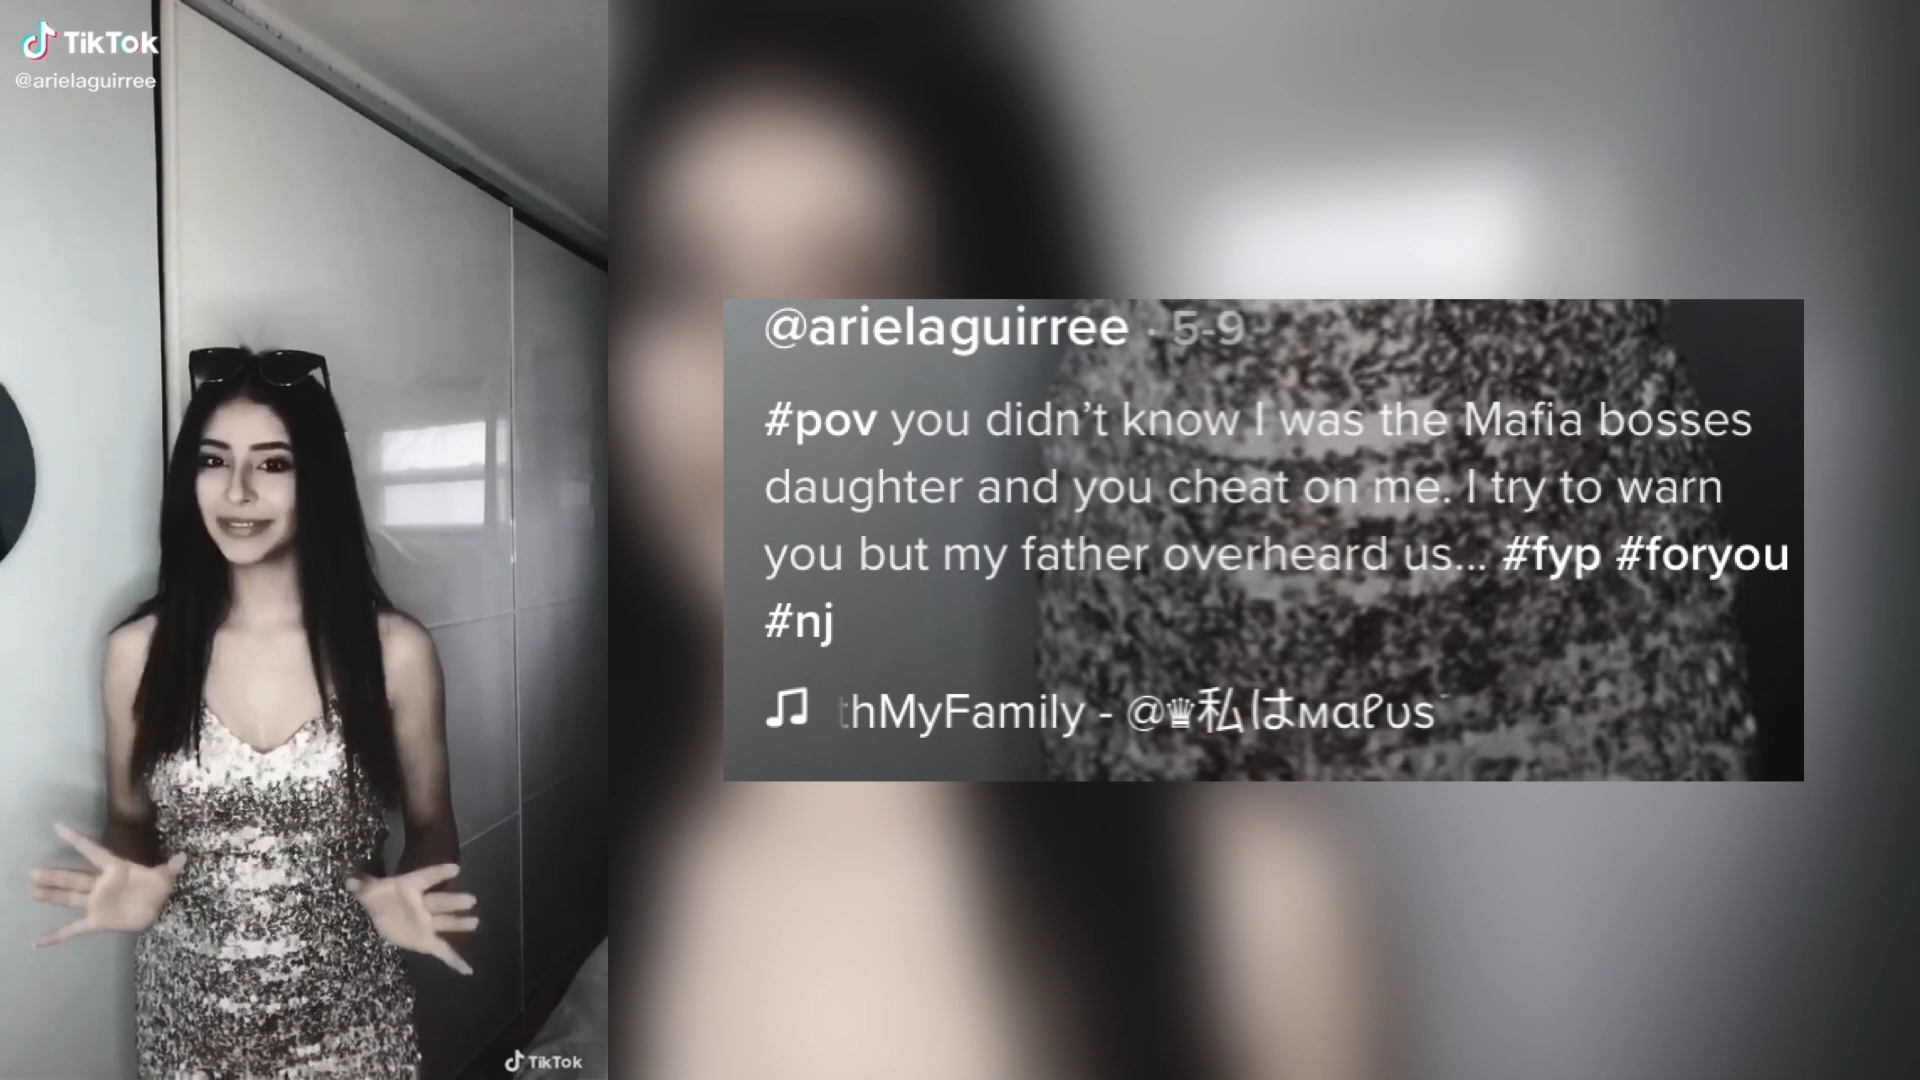 TikTok
@arielaguirree
@arielaguirree · 5-9
#pov you didn’t know I was the Mafia bosses
daughter and you cheat on me. I try to warn
you but my father overheard us... #fyp #foryou
#nj
thMyFamily - @♛私はмαℓυs
TikTok